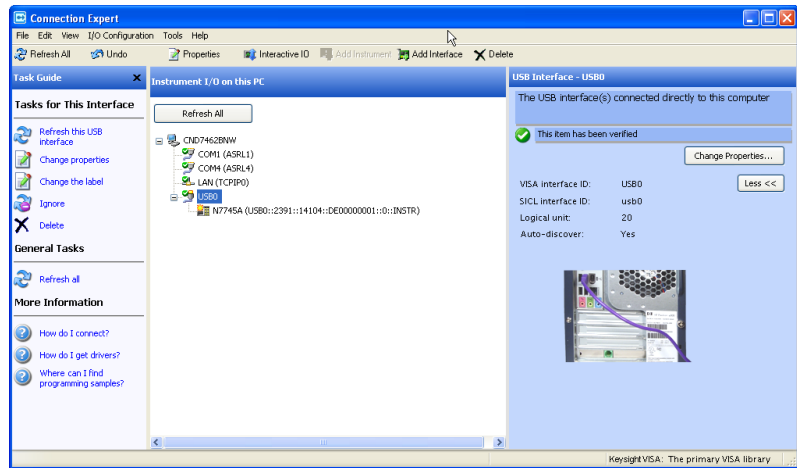 Connection Expert
File Edit View I/O Configuration Tools Help
Refresh All Undo Properties Interactive IO Add Instrument Add Interface Delete
Task Guide
Tasks for This Interface
Refresh this USB
interface
Change properties
Change the label
Ignore
Delete
General Tasks
Refresh all
More Information
How do I connect?
How do I get drivers?
Where can I find
programming samples?
Instrument I/O on this PC
Refresh All
CND7462BNW
COM1 (ASRL1)
COM4 (ASRL4)
LAN (TCPIP0)
USB0
N7745A (USB0::2391::14104::DE00000001::0::INSTR)
USB Interface - USB0
The USB interface(s) connected directly to this computer
This item has been verified
Change Properties...
Less <<
VISA interface ID: USB0
SICL interface ID: usb0
Logical unit: 20
Auto-discover: Yes
Keysight VISA: The primary VISA library